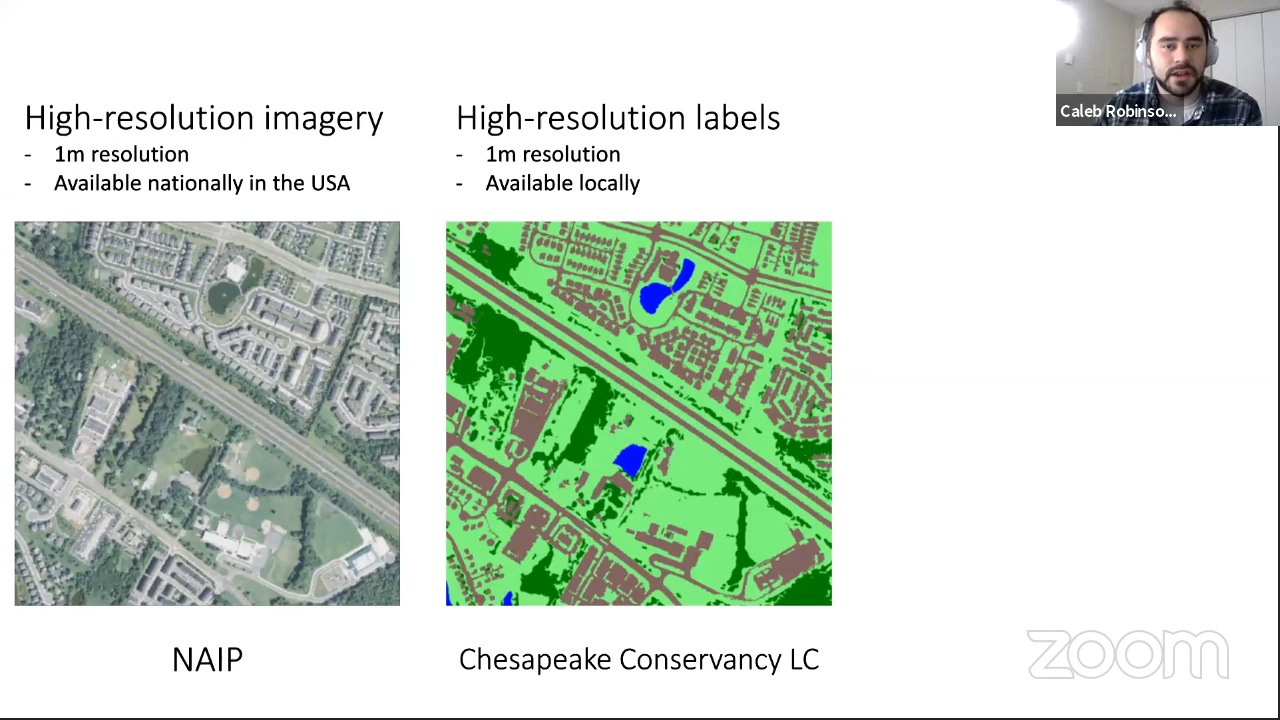 High-resolution imagery
- 1m resolution
- Available nationally in the USA
High-resolution labels
- 1m resolution
- Available locally
Caleb Robinso...
NAIP
Chesapeake Conservancy LC
zoom